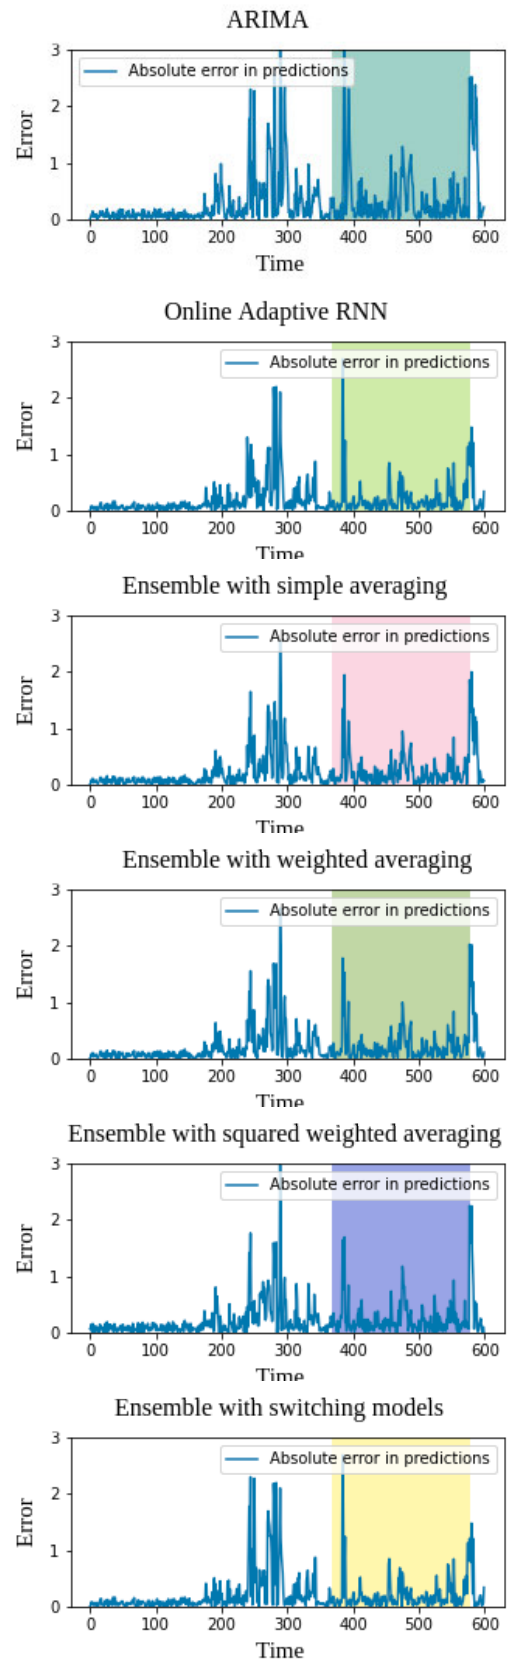 ARIMA
3
Absolute error in predictions
2
Error
1
0
0 100 200 300 400 500 600
Time
Online Adaptive RNN
3
Absolute error in predictions
2
Error
1
0
0 100 200 300 400 500 600
Time
Ensemble with simple averaging
3
Absolute error in predictions
2
Error
1
0
0 100 200 300 400 500 600
Time
Ensemble with weighted averaging
3
Absolute error in predictions
2
Error
1
0
0 100 200 300 400 500 600
Time
Ensemble with squared weighted averaging
3
Absolute error in predictions
2
Error
1
0
0 100 200 300 400 500 600
Time
Ensemble with switching models
3
Absolute error in predictions
2
Error
1
0
0 100 200 300 400 500 600
Time